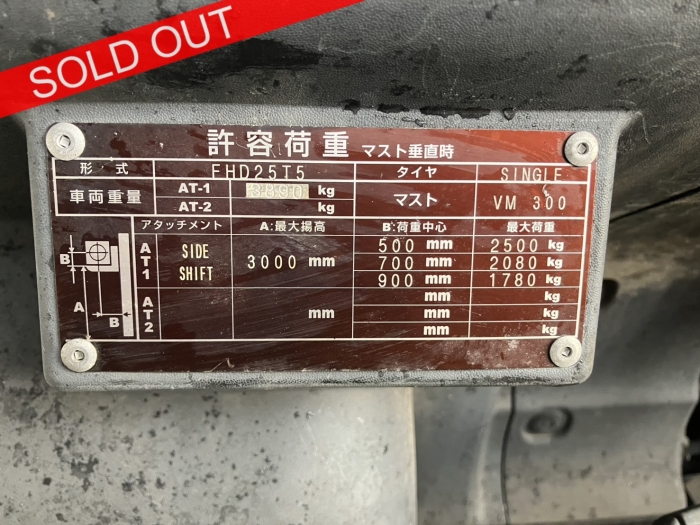 SOLD OUT
許容荷重 マスト垂直時
形式 FHD25T5 タイヤ SINGLE
車両重量 AT-1 kg マスト VM 300
AT-2 kg
アタッチメント A:最大揚高 B:荷重中心 最大荷重
AT1 SIDE SHIFT 3000 mm 500 mm 2500 kg
700 mm 2080 kg
900 mm 1780 kg
AT2 mm mm kg
mm kg
mm kg
B
A
B